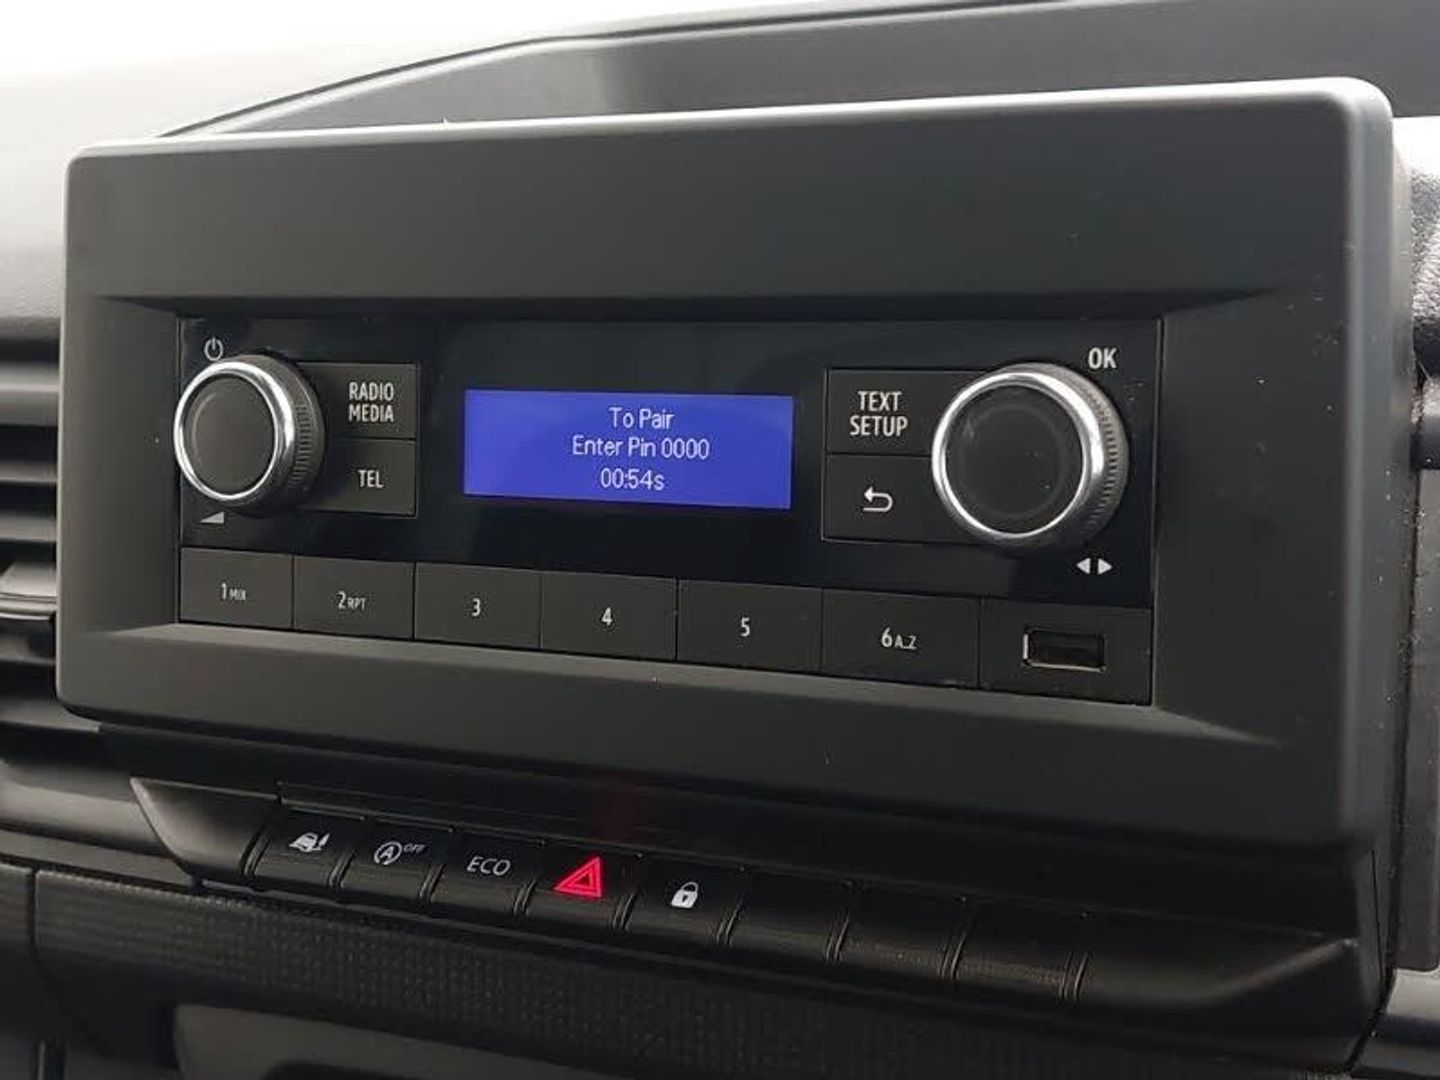 OK
RADIO
MEDIA
TEXT
SETUP
To Pair
Enter Pin 0000
00:54s
TEL
1 MIX
2 RPT
3
4
5
6 A..Z
A OFF
ECO